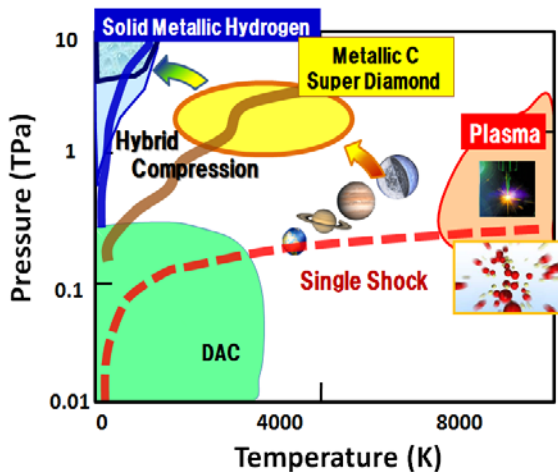 Solid Metallic Hydrogen
Metallic C
Super Diamond
Hybrid
Compression
Plasma
Single Shock
DAC
Pressure (TPa)
10
1
0.1
0.01
0
4000
8000
Temperature (K)